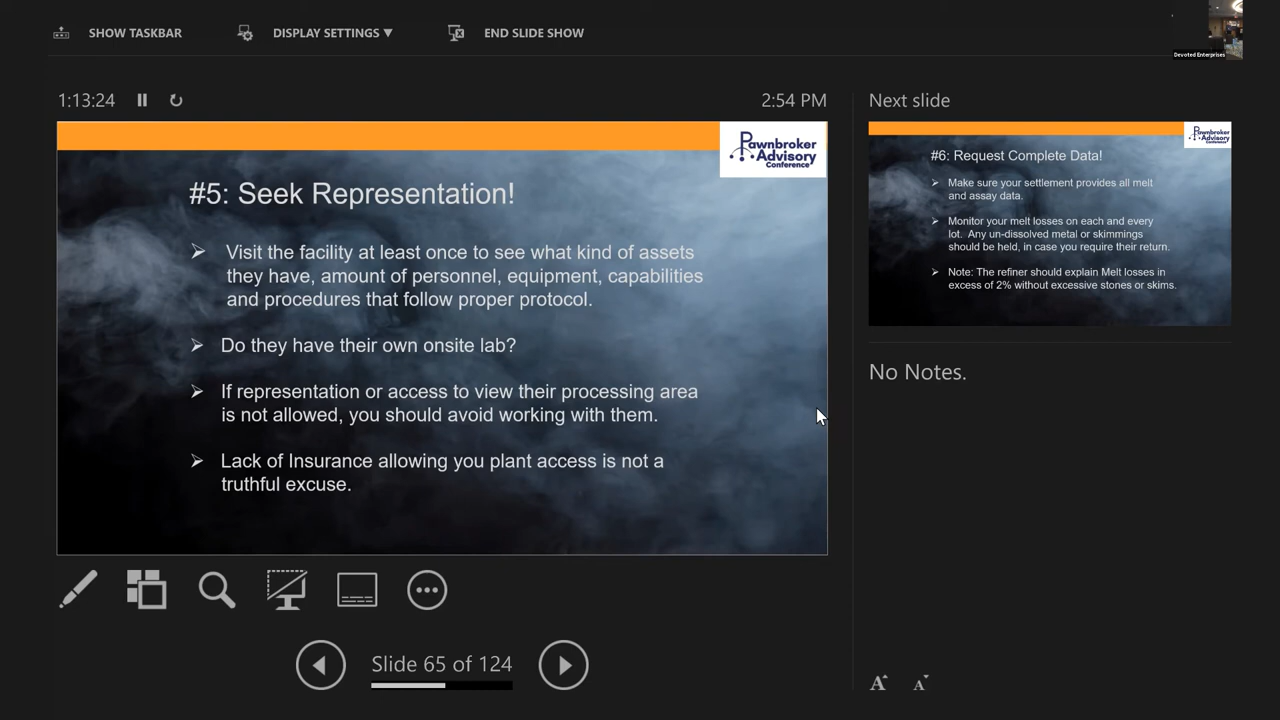 SHOW TASKBAR
DISPLAY SETTINGS ▼
END SLIDE SHOW
Devoted Enterprises
1:13:24
2:54 PM
Pawnbroker
Advisory
Conference
#5: Seek Representation!
➢ Visit the facility at least once to see what kind of assets
they have, amount of personnel, equipment, capabilities
and procedures that follow proper protocol.
➢ Do they have their own onsite lab?
➢ If representation or access to view their processing area
is not allowed, you should avoid working with them.
➢ Lack of Insurance allowing you plant access is not a
truthful excuse.
Slide 65 of 124
Next slide
Pawnbroker
Advisory
Conference
#6: Request Complete Data!
➢ Make sure your settlement provides all melt
and assay data.
➢ Monitor your melt losses on each and every
lot. Any un-dissolved metal or skimmings
should be held, in case you require their return.
➢ Note: The refiner should explain Melt losses in
excess of 2% without excessive stones or skims.
No Notes.
A A